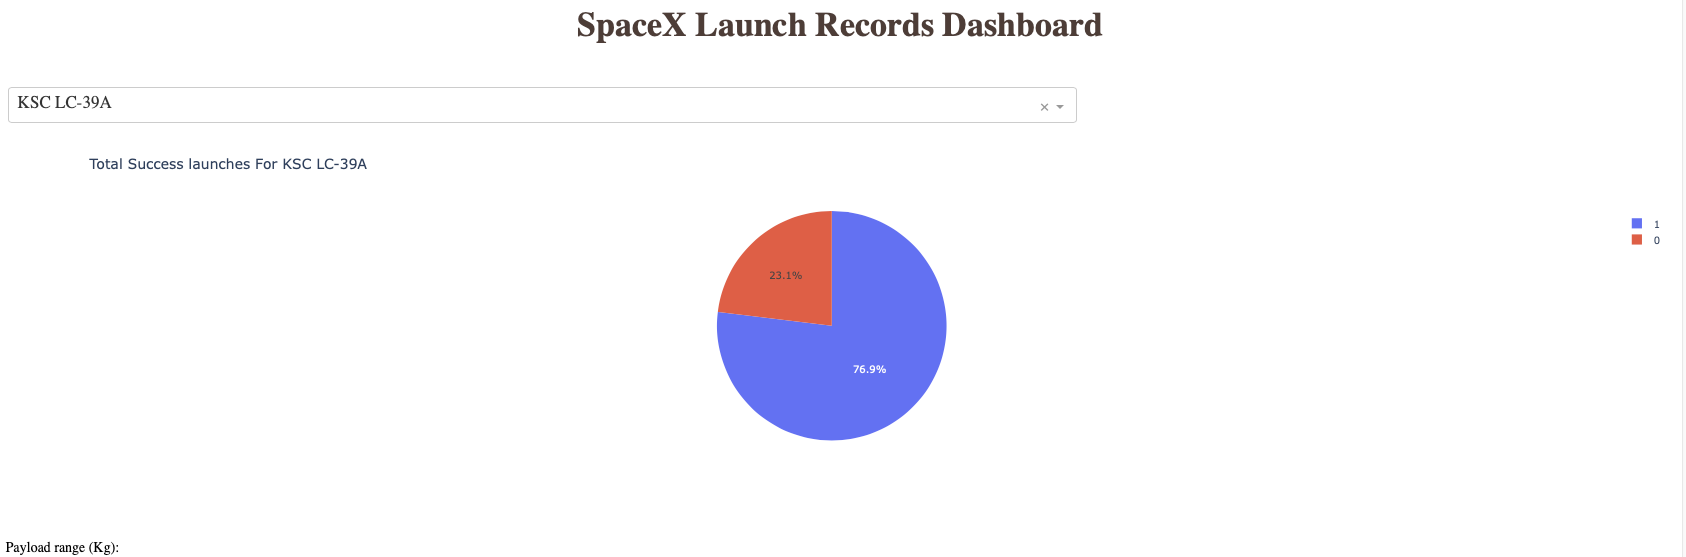 SpaceX Launch Records Dashboard
KSC LC-39A
Total Success launches For KSC LC-39A
1
0
23.1%
76.9%
Payload range (Kg):